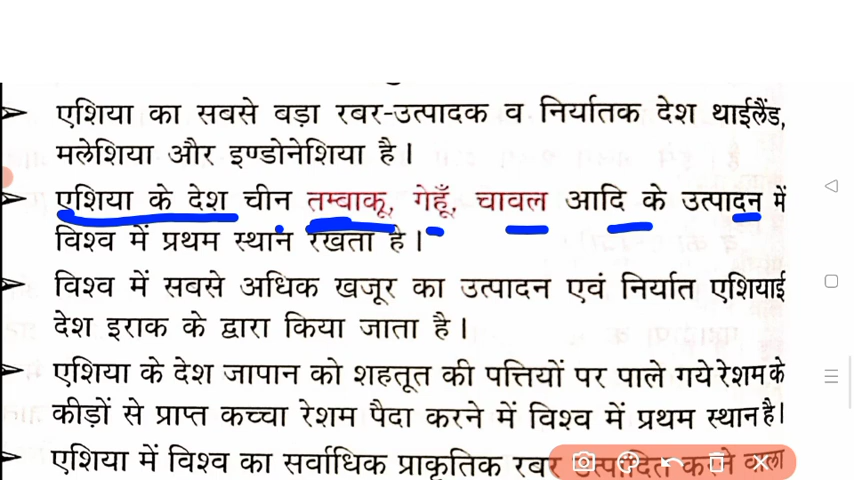 एशिया का सबसे बड़ा रबर-उत्पादक व निर्यातक देश थाईलैंड,
मलेशिया और इण्डोनेशिया है।
एशिया के देश चीन तम्वाकू, गेहूँ, चावल आदि के उत्पादन में
विश्व में प्रथम स्थान रखता है।
विश्व में सबसे अधिक खजूर का उत्पादन एवं निर्यात एशियाई
देश इराक के द्वारा किया जाता है।
एशिया के देश जापान को शहतूत की पत्तियों पर पाले गये रेशम के
कीड़ों से प्राप्त कच्चा रेशम पैदा करने में विश्व में प्रथम स्थान है।
एशिया में विश्व का सर्वाधिक प्राकृतिक रबर उत्पादित करने वाला